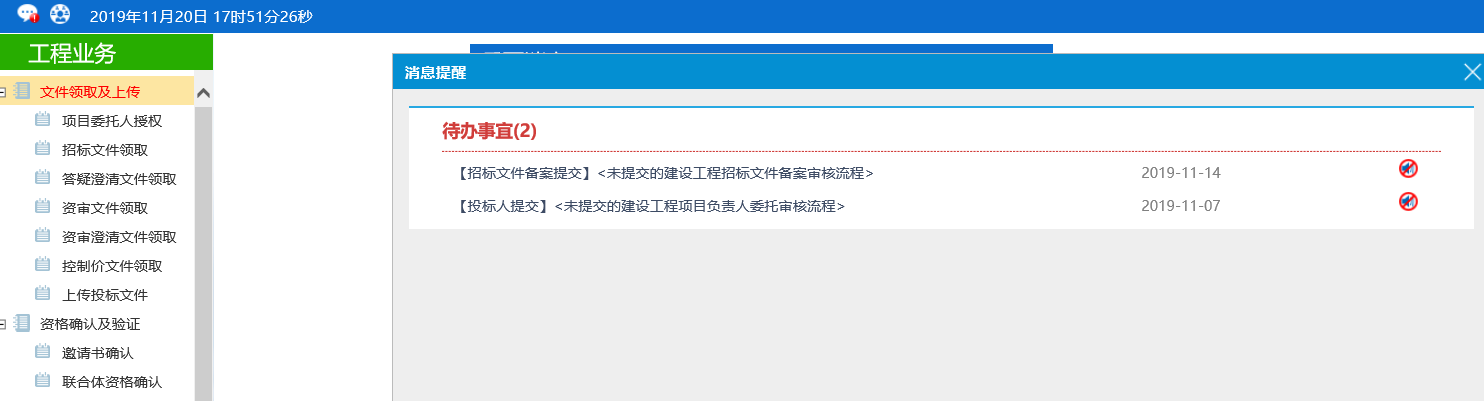 2019年11月20日 17时51分26秒
工程业务
文件领取及上传
项目委托人授权
招标文件领取
答疑澄清文件领取
资审文件领取
资审澄清文件领取
控制价文件领取
上传投标文件
资格确认及验证
邀请书确认
联合体资格确认
消息提醒
待办事宜(2)
【招标文件备案提交】<未提交的建设工程招标文件备案审核流程> 2019-11-14
【投标人提交】<未提交的建设工程项目负责人委托审核流程> 2019-11-07